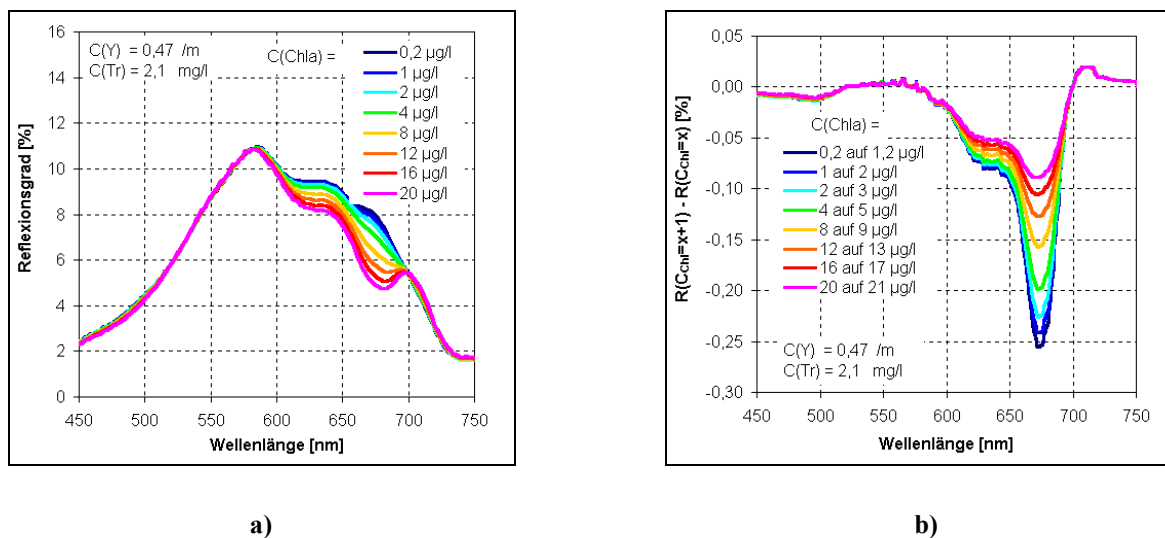 16
14
12
10
8
6
4
2
0
Reflexionsgrad [%]
C(Y) = 0,47 /m
C(Tr) = 2,1 mg/l
C(Chla) =
0,2 µg/l
1 µg/l
2 µg/l
4 µg/l
8 µg/l
12 µg/l
16 µg/l
20 µg/l
450 500 550 600 650 700 750
Wellenlänge [nm]
a)
0,05
0,00
-0,05
-0,10
-0,15
-0,20
-0,25
-0,30
R(CChl=x+1) - R(CChl=x) [%]
C(Chla) =
0,2 auf 1,2 µg/l
1 auf 2 µg/l
2 auf 3 µg/l
4 auf 5 µg/l
8 auf 9 µg/l
12 auf 13 µg/l
16 auf 17 µg/l
20 auf 21 µg/l
C(Y) = 0,47 /m
C(Tr) = 2,1 mg/l
450 500 550 600 650 700 750
Wellenlänge [nm]
b)